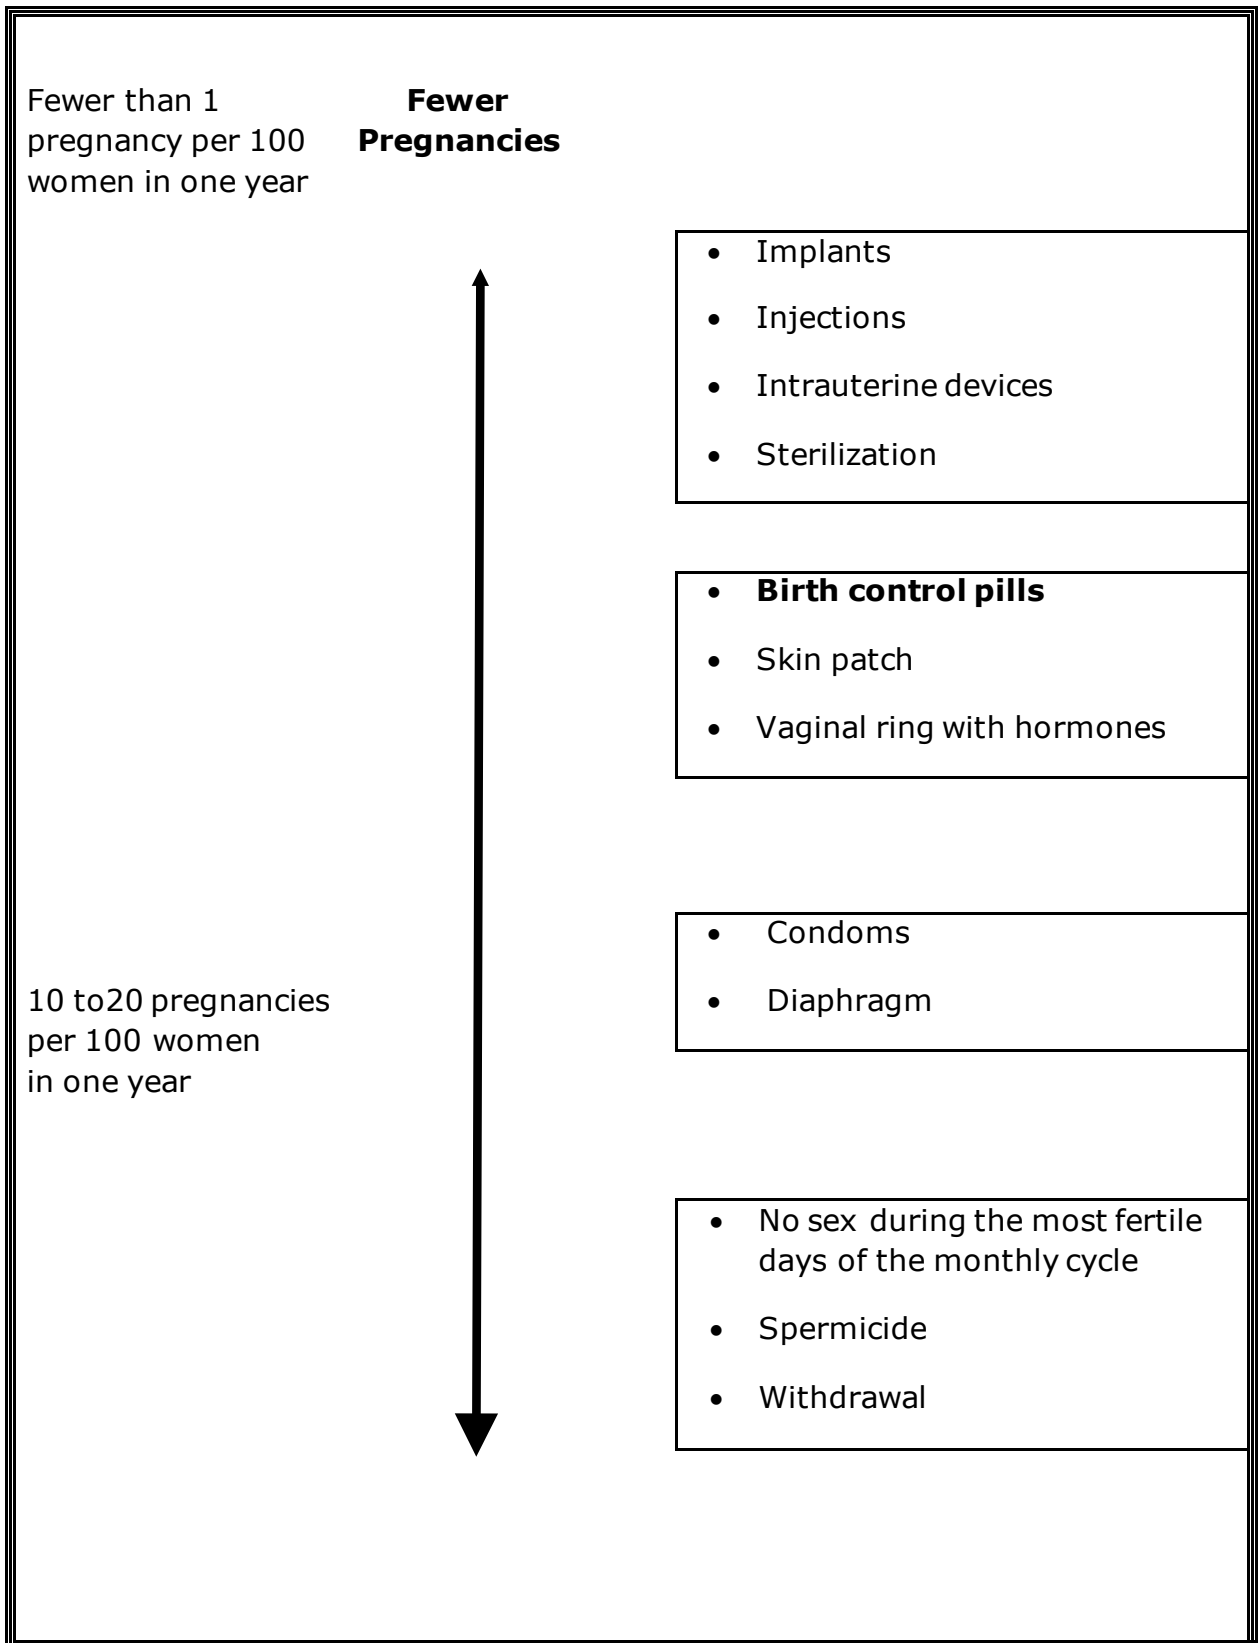 Fewer than 1
pregnancy per 100
women in one year
Fewer
Pregnancies
• Implants
• Injections
• Intrauterine devices
• Sterilization
• Birth control pills
• Skin patch
• Vaginal ring with hormones
• Condoms
• Diaphragm
10 to20 pregnancies
per 100 women
in one year
• No sex during the most fertile
days of the monthly cycle
• Spermicide
• Withdrawal